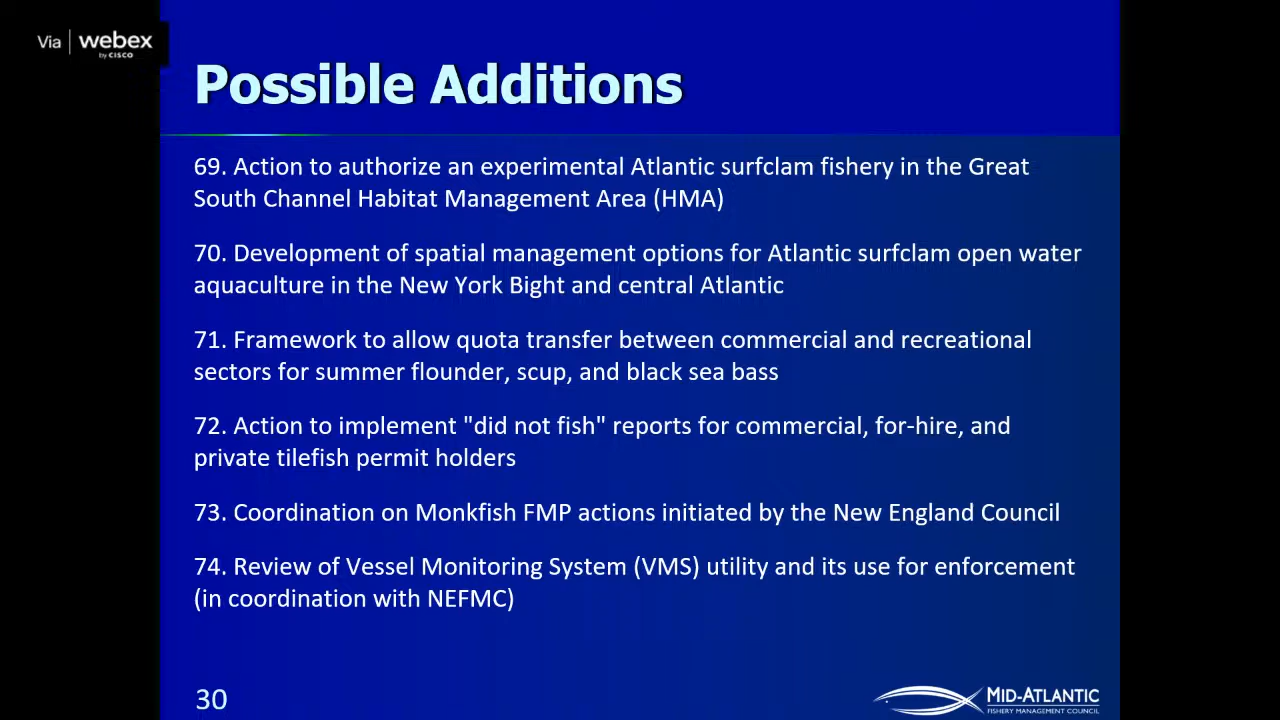 Via webex
by CISCO
Possible Additions
69. Action to authorize an experimental Atlantic surfclam fishery in the Great
South Channel Habitat Management Area (HMA)
70. Development of spatial management options for Atlantic surfclam open water
aquaculture in the New York Bight and central Atlantic
71. Framework to allow quota transfer between commercial and recreational
sectors for summer flounder, scup, and black sea bass
72. Action to implement "did not fish" reports for commercial, for-hire, and
private tilefish permit holders
73. Coordination on Monkfish FMP actions initiated by the New England Council
74. Review of Vessel Monitoring System (VMS) utility and its use for enforcement
(in coordination with NEFMC)
30
MID-ATLANTIC
FISHERY MANAGEMENT COUNCIL